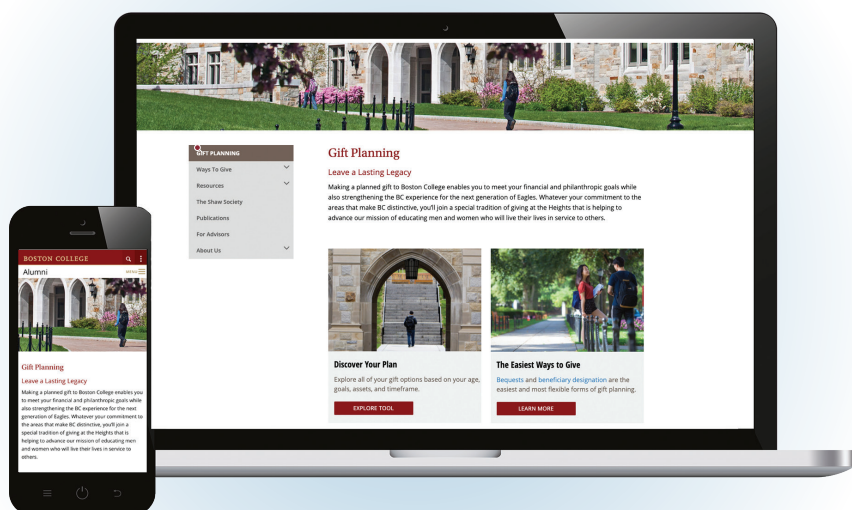 GIFT PLANNING
Ways To Give
Resources
The Shaw Society
Publications
For Advisors
About Us
Gift Planning
Leave a Lasting Legacy
Making a planned gift to Boston College enables you to meet your financial and philanthropic goals while
also strengthening the BC experience for the next generation of Eagles. Whatever your commitment to the
areas that make BC distinctive, you'll join a special tradition of giving at the Heights that is helping to
advance our mission of educating men and women who will live their lives in service to others.
Discover Your Plan
Explore all of your gift options based on your age,
goals, assets, and timeframe.
EXPLORE TOOL
The Easiest Ways to Give
Bequests and beneficiary designation are the
easiest and most flexible forms of gift planning.
LEARN MORE
BOSTON COLLEGE
Alumni
MENU
Gift Planning
Leave a Lasting Legacy
Making a planned gift to Boston College enables you
to meet your financial and philanthropic goals while
also strengthening the BC experience for the next
generation of Eagles. Whatever your commitment to
the areas that make BC distinctive, you'll join a
special tradition of giving at the Heights that is
helping to advance our mission of educating men
and women who will live their lives in service to
others.